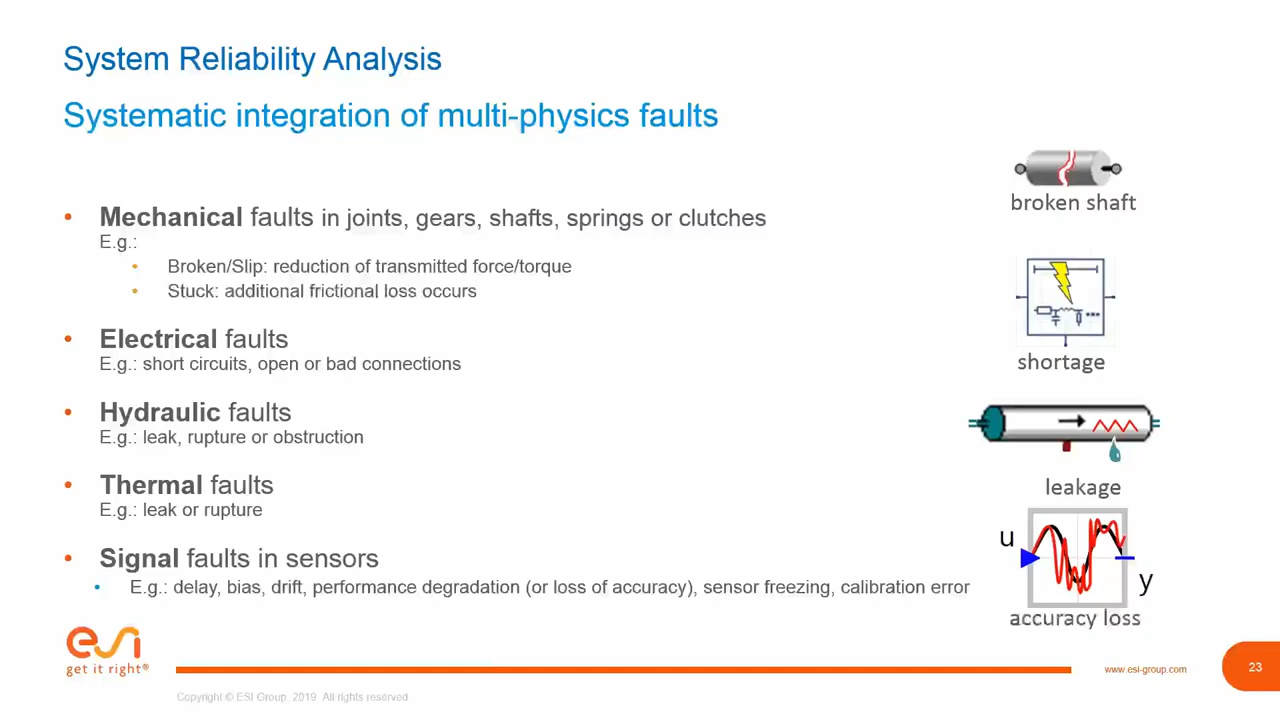 System Reliability Analysis
Systematic integration of multi-physics faults
• Mechanical faults in joints, gears, shafts, springs or clutches
E.g.:
• Broken/Slip: reduction of transmitted force/torque
• Stuck: additional frictional loss occurs
• Electrical faults
E.g.: short circuits, open or bad connections
• Hydraulic faults
E.g.: leak, rupture or obstruction
• Thermal faults
E.g.: leak or rupture
• Signal faults in sensors
• E.g.: delay, bias, drift, performance degradation (or loss of accuracy), sensor freezing, calibration error
broken shaft
shortage
leakage
u
y
accuracy loss
esi
get it right®
www.esi-group.com
23
Copyright © ESI Group, 2019. All rights reserved